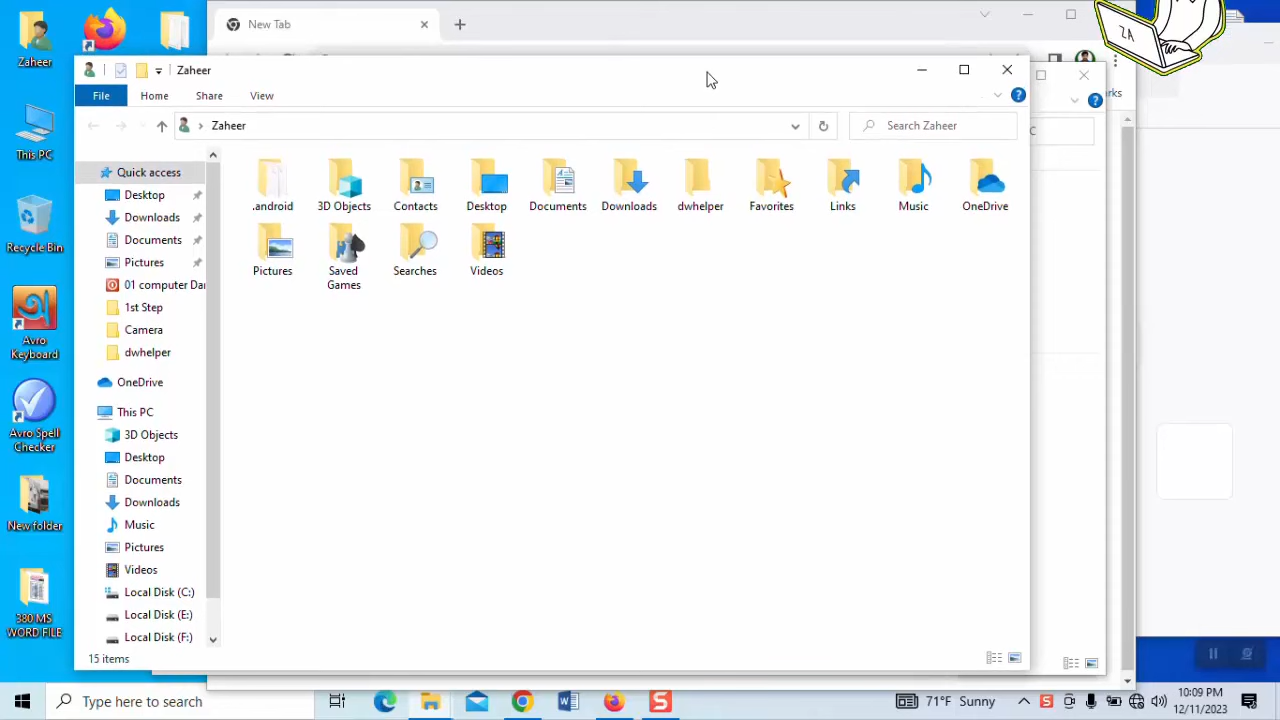 New Tab
ZA
Zaheer
Zaheer
File
Home
Share
View
Zaheer
Search Zaheer
C
This PC
Recycle Bin
Avro
Keyboard
Avro Spell
Checker
New folder
380 MS
WORD FILE
Quick access
Desktop
Downloads
Documents
Pictures
01 computer Dar
1st Step
Camera
dwhelper
OneDrive
This PC
3D Objects
Desktop
Documents
Downloads
Music
Pictures
Videos
Local Disk (C:)
Local Disk (E:)
Local Disk (F:)
.android
3D Objects
Contacts
Desktop
Documents
Downloads
dwhelper
Favorites
Links
Music
OneDrive
Pictures
Saved
Games
Searches
Videos
15 items
Type here to search
71°F Sunny
10:09 PM
12/11/2023